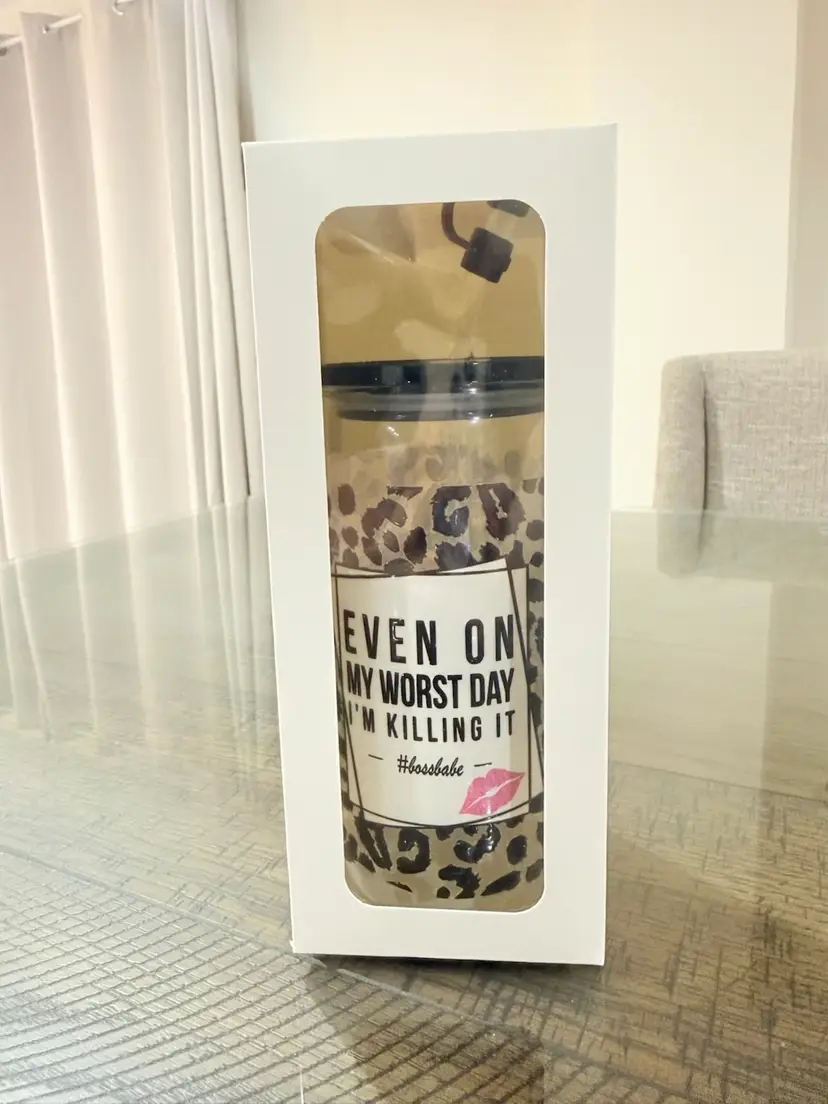 EVEN ON
MY WORST DAY
I'M KILLING IT
#bossbabe